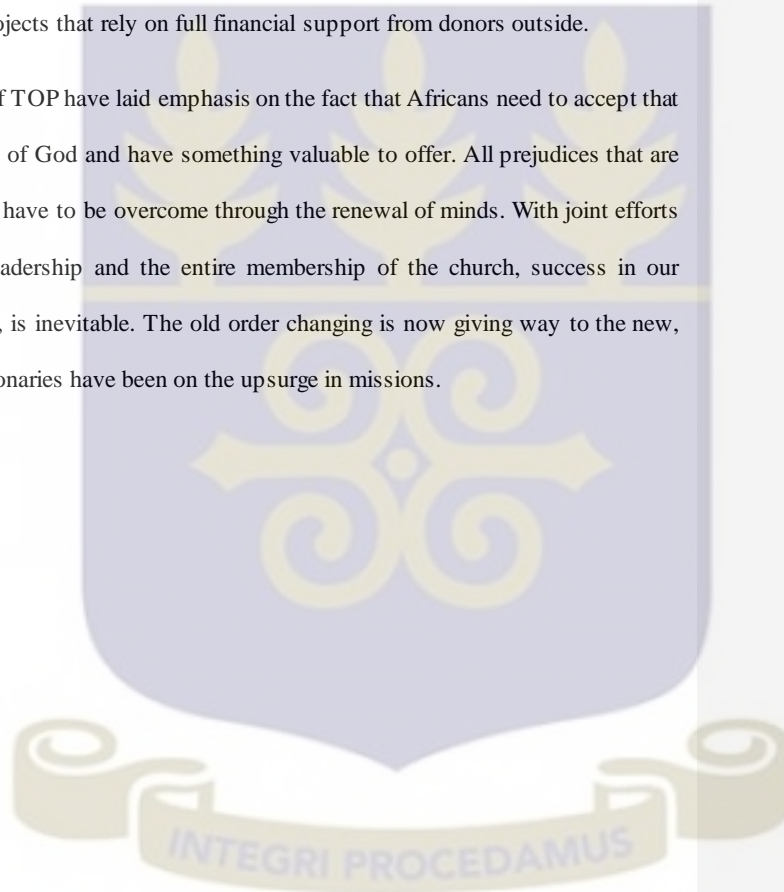 ojects that rely on full financial support from donors outside.
f TOP have laid emphasis on the fact that Africans need to accept that
of God and have something valuable to offer. All prejudices that are
have to be overcome through the renewal of minds. With joint efforts
adership and the entire membership of the church, success in our
, is inevitable. The old order changing is now giving way to the new,
onaries have been on the upsurge in missions.
INTEGRI PROCEDAMUS